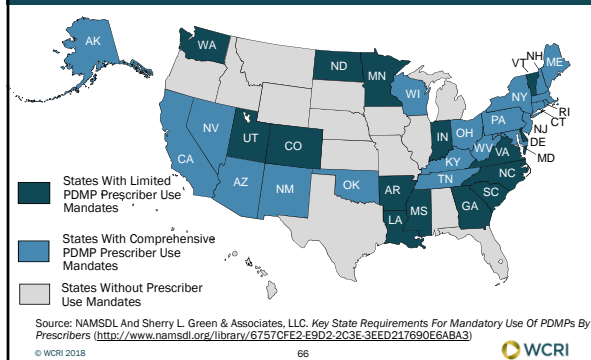 AK
WA
ND
MN
VT
NH
ME
WI
NY
NV
UT
CO
CA
IN
OH
PA
RI
CT
NJ
DE
MD
WV
VA
KY
NC
TN
AZ
NM
OK
AR
SC
MS
GA
LA
States With Limited
PDMP Prescriber Use
Mandates
States With Comprehensive
PDMP Prescriber Use
Mandates
States Without Prescriber
Use Mandates
Source: NAMSDL And Sherry L. Green & Associates, LLC. Key State Requirements For Mandatory Use Of PDMPs By
Prescribers (http://www.namsdl.org/library/6757CFE2-E9D2-2C3E-3EED217690E6ABA3)
© WCRI 2018
66
WCRI